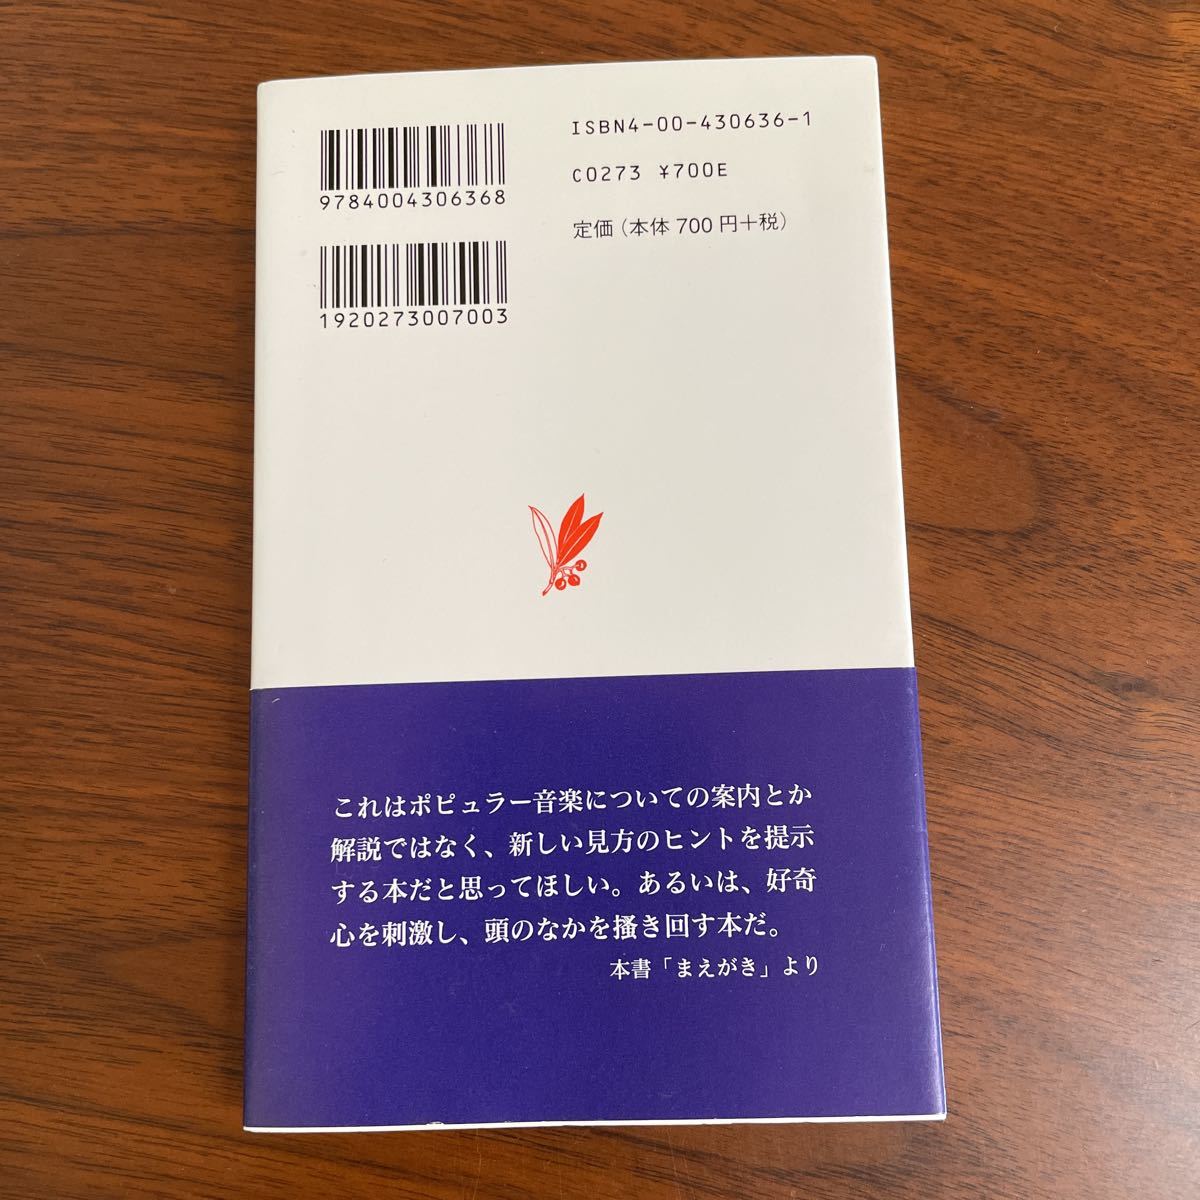 9784004306368
1920273007003
ISBN4-00-430636-1
C0273 ¥700E
定価（本体 700 円＋税）
これはポピュラー音楽についての案内とか
解説ではなく、新しい見方のヒントを提示
する本だと思ってほしい。あるいは、好奇
心を刺激し、頭のなかを搔き回す本だ。
本書「まえがき」より